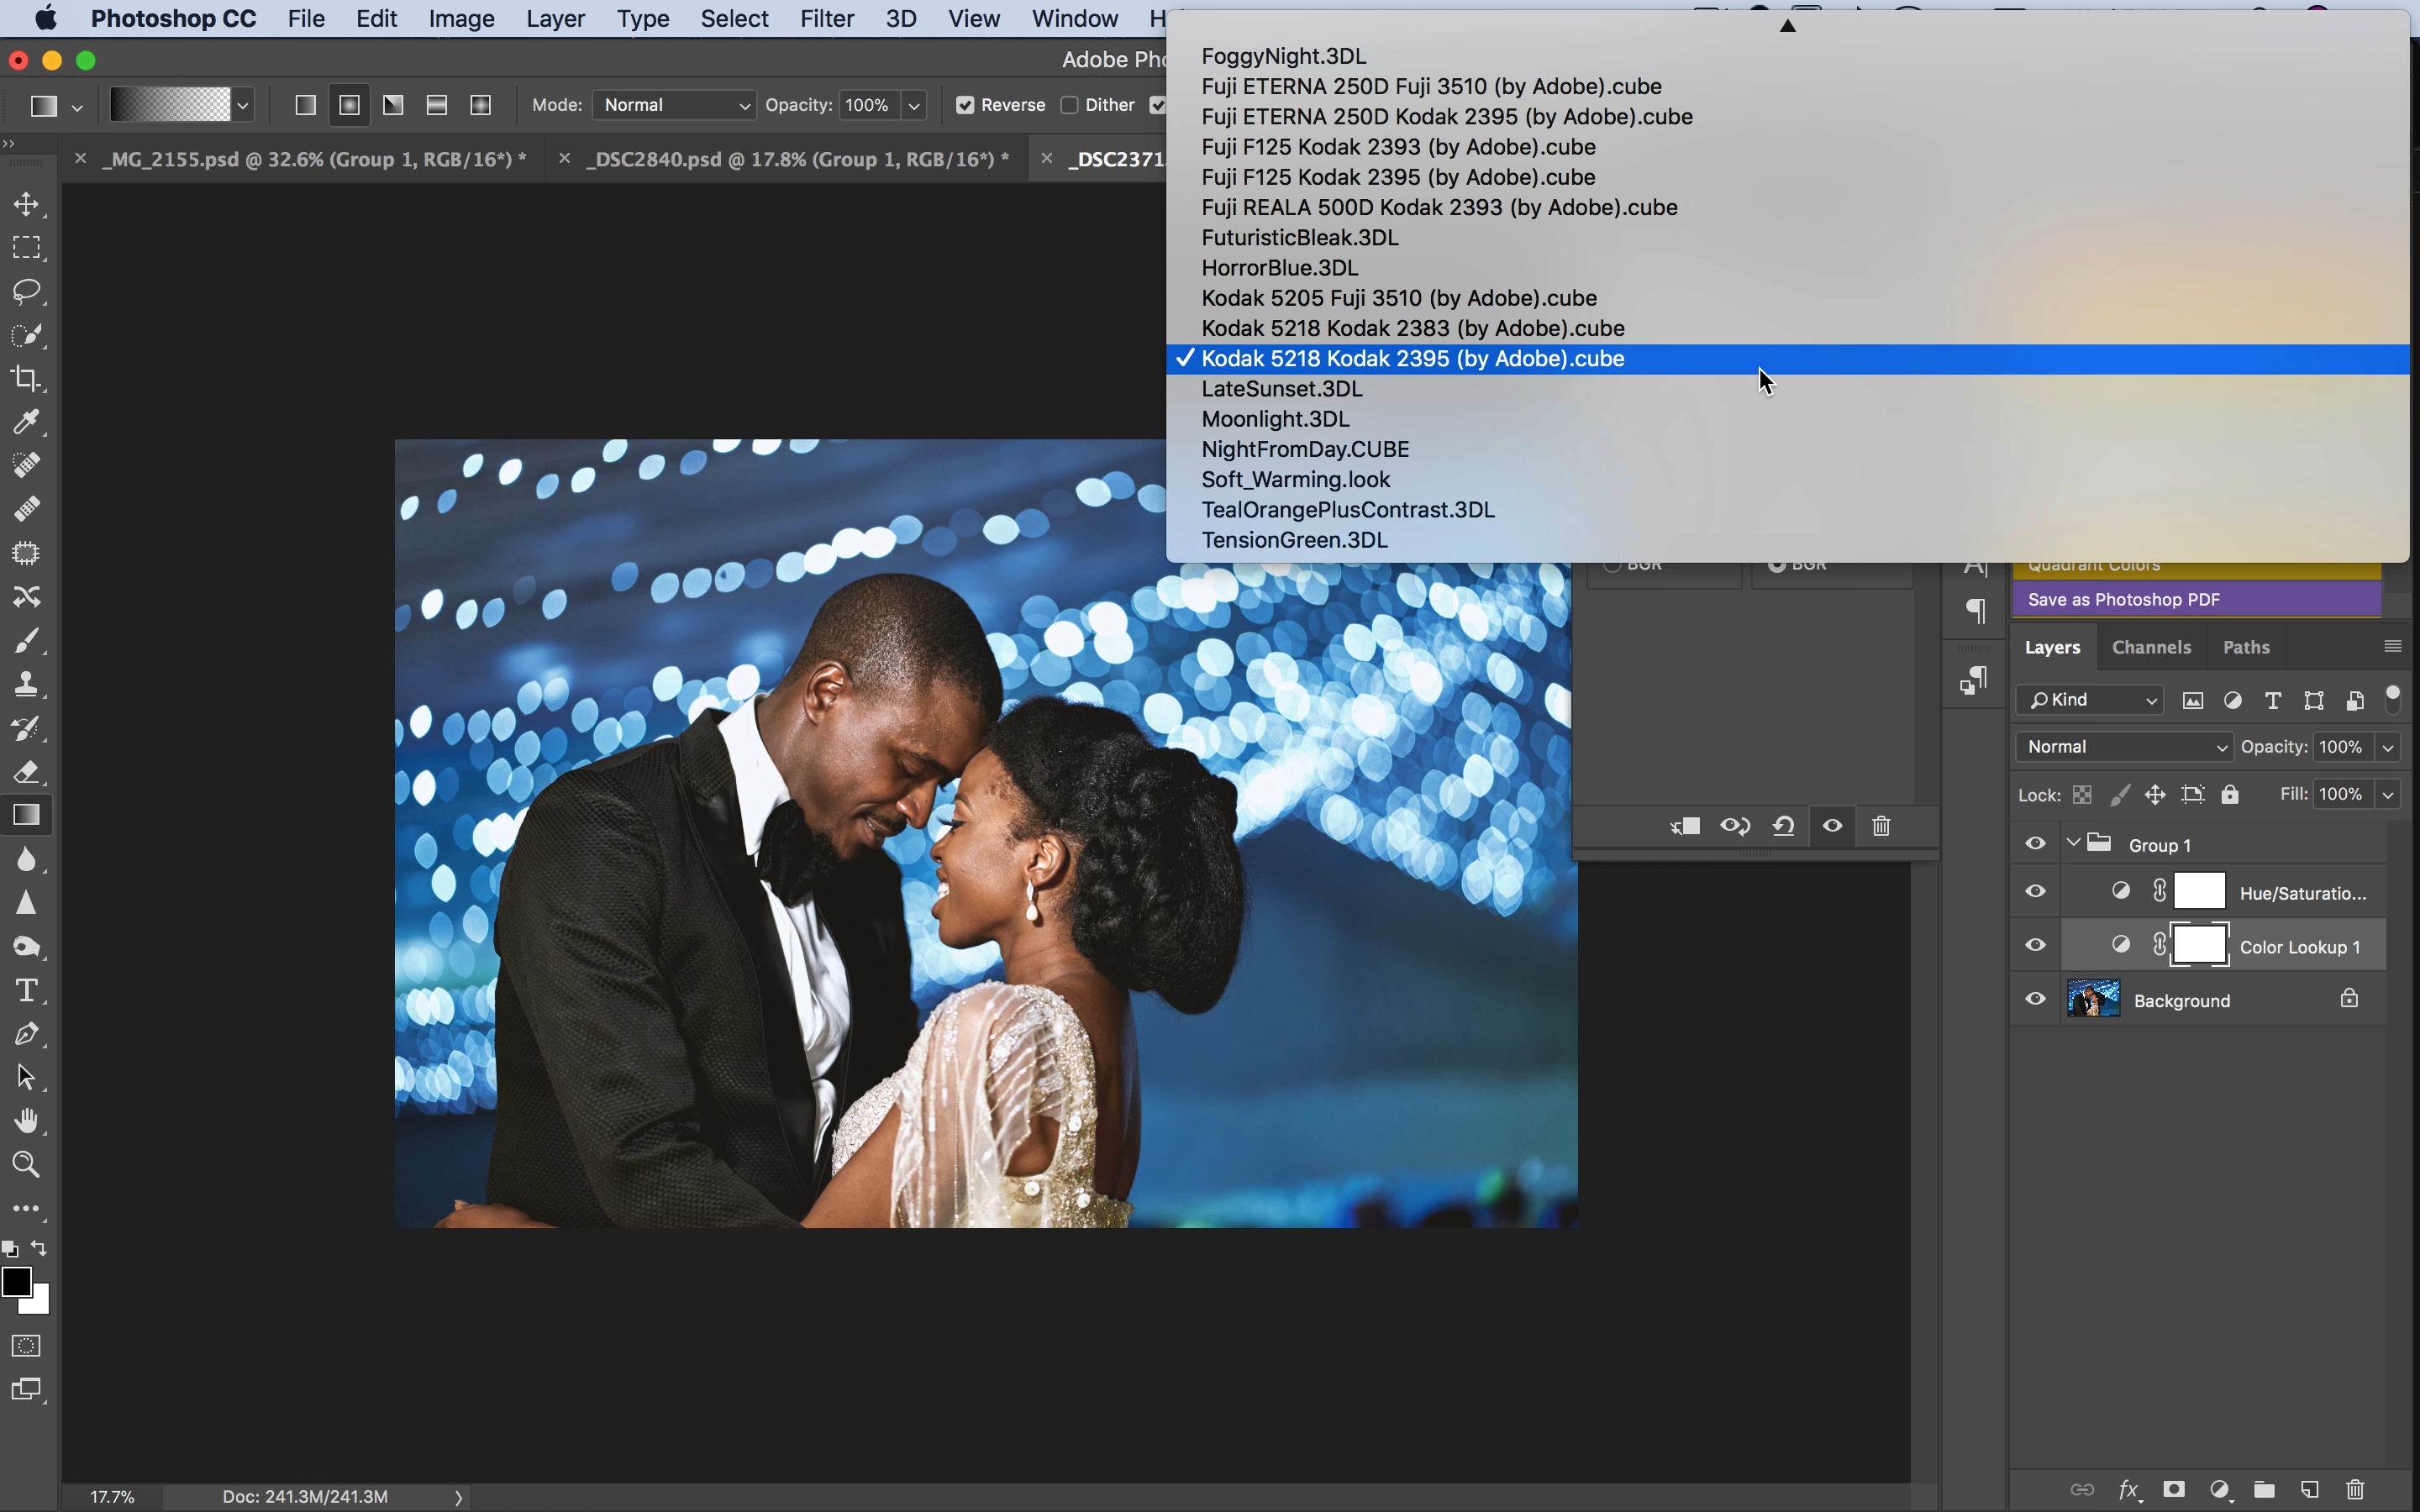 Photoshop CC File Edit Image Layer Type Select Filter 3D View Window
Adobe Pho
Mode: Normal Opacity: 100% Reverse Dither
_MG_2155.psd @ 32.6% (Group 1, RGB/16*) * _DSC2840.psd @ 17.8% (Group 1, RGB/16*) * _DSC2371.
FoggyNight.3DL
Fuji ETERNA 250D Fuji 3510 (by Adobe).cube
Fuji ETERNA 250D Kodak 2395 (by Adobe).cube
Fuji F125 Kodak 2393 (by Adobe).cube
Fuji F125 Kodak 2395 (by Adobe).cube
Fuji REALA 500D Kodak 2393 (by Adobe).cube
FuturisticBleak.3DL
HorrorBlue.3DL
Kodak 5205 Fuji 3510 (by Adobe).cube
Kodak 5218 Kodak 2383 (by Adobe).cube
Kodak 5218 Kodak 2395 (by Adobe).cube
LateSunset.3DL
Moonlight.3DL
NightFromDay.CUBE
Soft_Warming.look
TealOrangePlusContrast.3DL
TensionGreen.3DL
BGR BGR
Quadrant Colors
Save as Photoshop PDF
Layers Channels Paths
Kind
Normal Opacity: 100%
Lock: Fill: 100%
Group 1
Hue/Saturatio...
Color Lookup 1
Background
17.7% Doc: 241.3M/241.3M